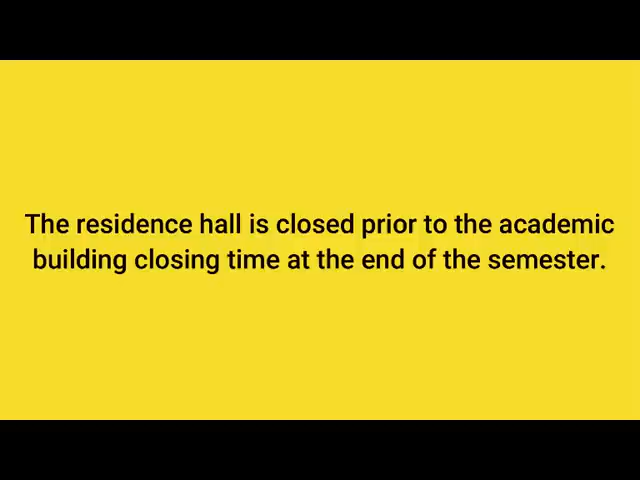 The residence hall is closed prior to the academic
building closing time at the end of the semester.